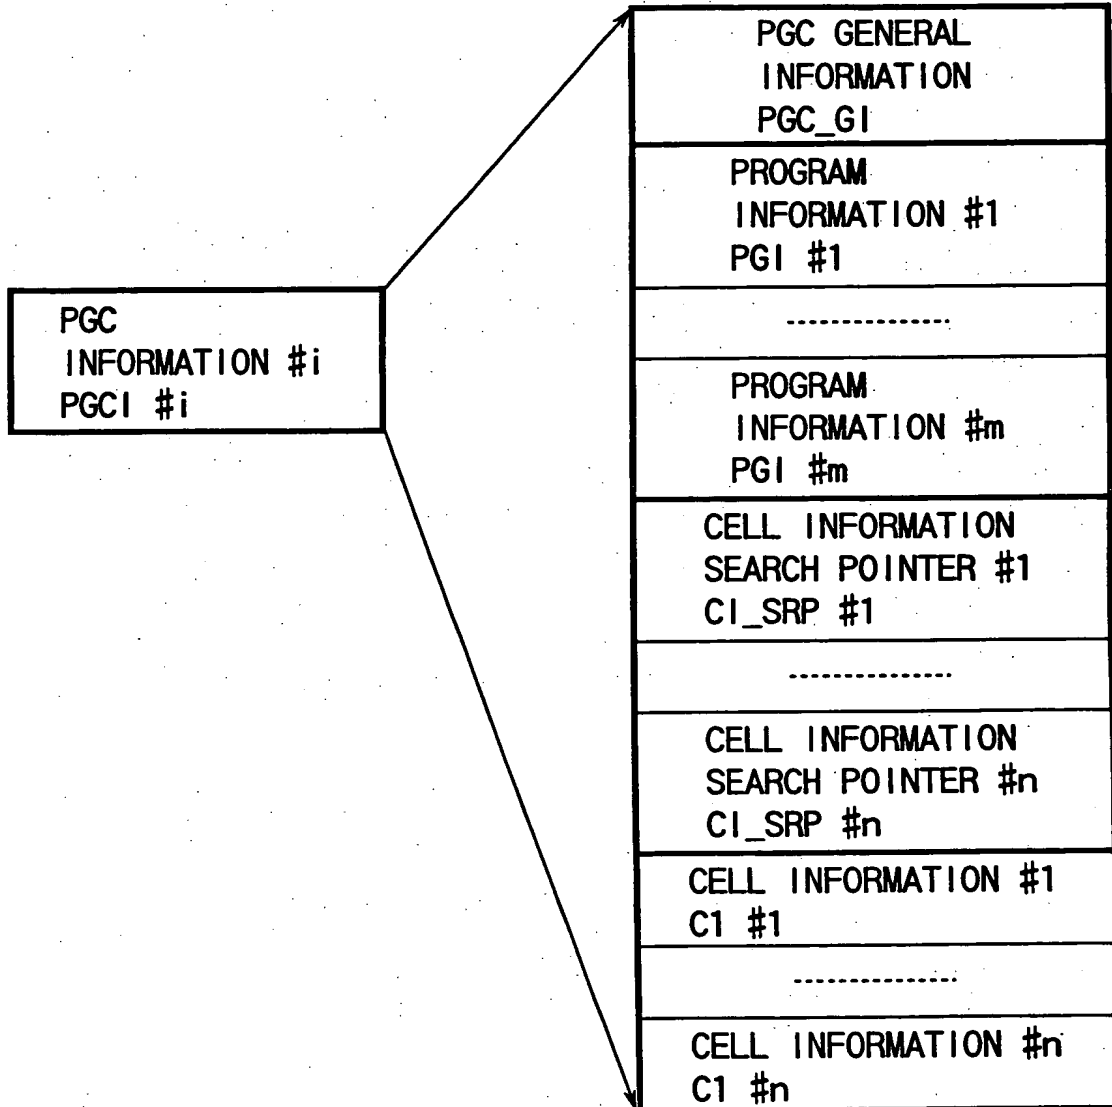 PGC
INFORMATION #i
PGCI #i
PGC GENERAL
INFORMATION
PGC_GI
PROGRAM
INFORMATION #1
PGI #1
---------------
PROGRAM
INFORMATION #m
PGI #m
CELL INFORMATION
SEARCH POINTER #1
CI_SRP #1
---------------
CELL INFORMATION
SEARCH POINTER #n
CI_SRP #n
CELL INFORMATION #1
C1 #1
---------------
CELL INFORMATION #n
C1 #n